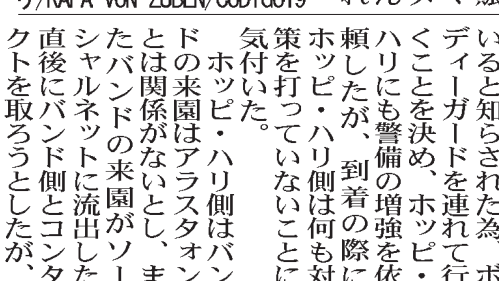 VON ZUBEN
いると知らされた為、ボ
ディーガードを連れて行
くことを決め、ホッピ・
ハリにも警備の増強を依
頼したが、到着の際に
ホッピ・ハリ側は何も対
策を打っていないことに
気付いた。
ホッピ・ハリ側はバン
ドの来園はアラスタォン
とは関係がないとし、ま
たバンドの来園がソー
シャルネットに流出した
直後にバンド側とコンタ
クトを取ろうとしたが、